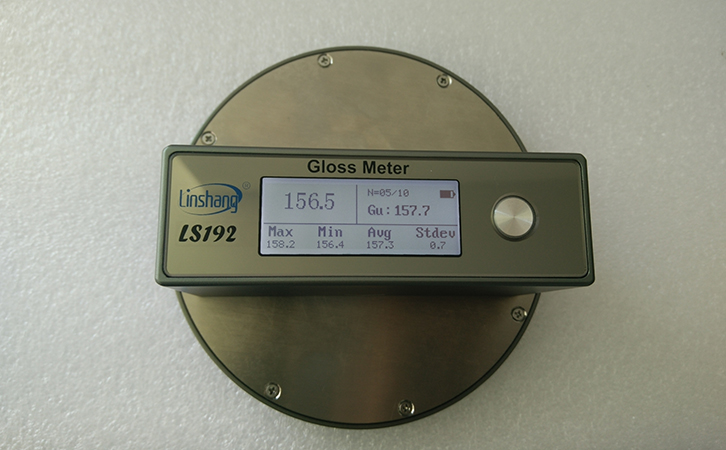 Gloss Meter
Linshang®
LS192
156.5
N=05/10
Gu: 157.7
Max Min Avg Stdev
158.2 156.4 157.3 0.7